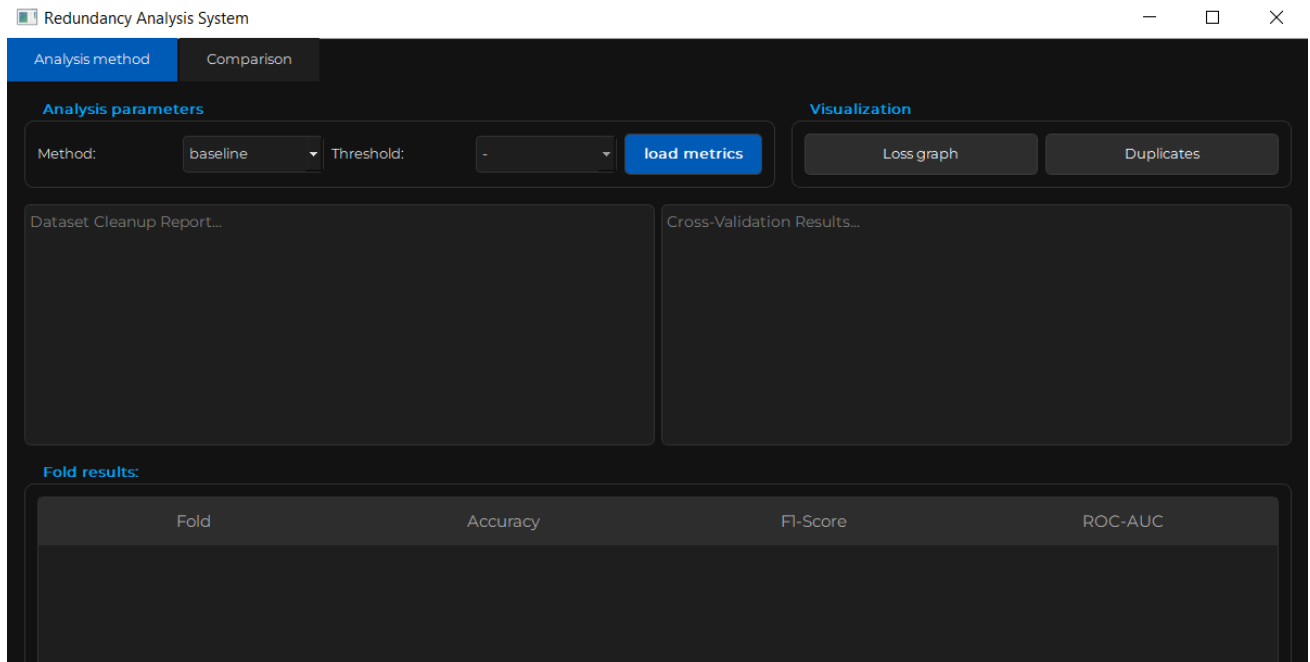 Redundancy Analysis System
Analysis method Comparison
Analysis parameters Visualization
Method: baseline Threshold: - load metrics Loss graph Duplicates
Dataset Cleanup Report... Cross-Validation Results...
Fold results:
Fold Accuracy F1-Score ROC-AUC